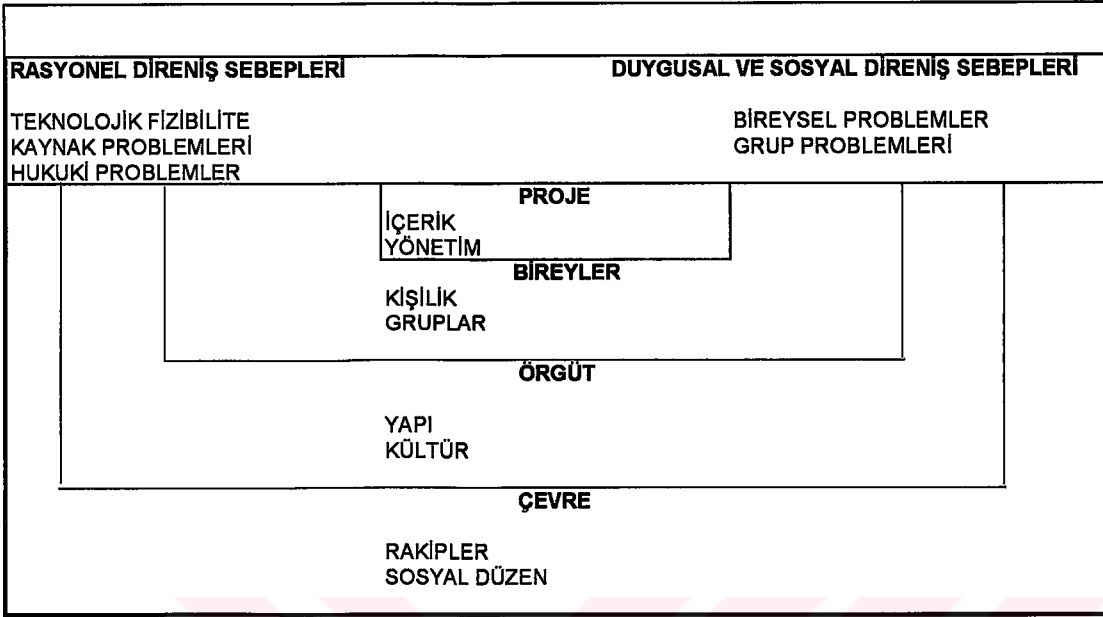 RASYONEL DİRENİŞ SEBEPLERİ
DUYGUSAL VE SOSYAL DİRENİŞ SEBEPLERİ
TEKNOLOJİK FİZİBİLİTE
KAYNAK PROBLEMLERİ
HUKUKİ PROBLEMLER
BİREYSEL PROBLEMLER
GRUP PROBLEMLERİ
PROJE
İÇERİK
YÖNETİM
BİREYLER
KİŞİLİK
GRUPLAR
ÖRGÜT
YAPI
KÜLTÜR
ÇEVRE
RAKİPLER
SOSYAL DÜZEN